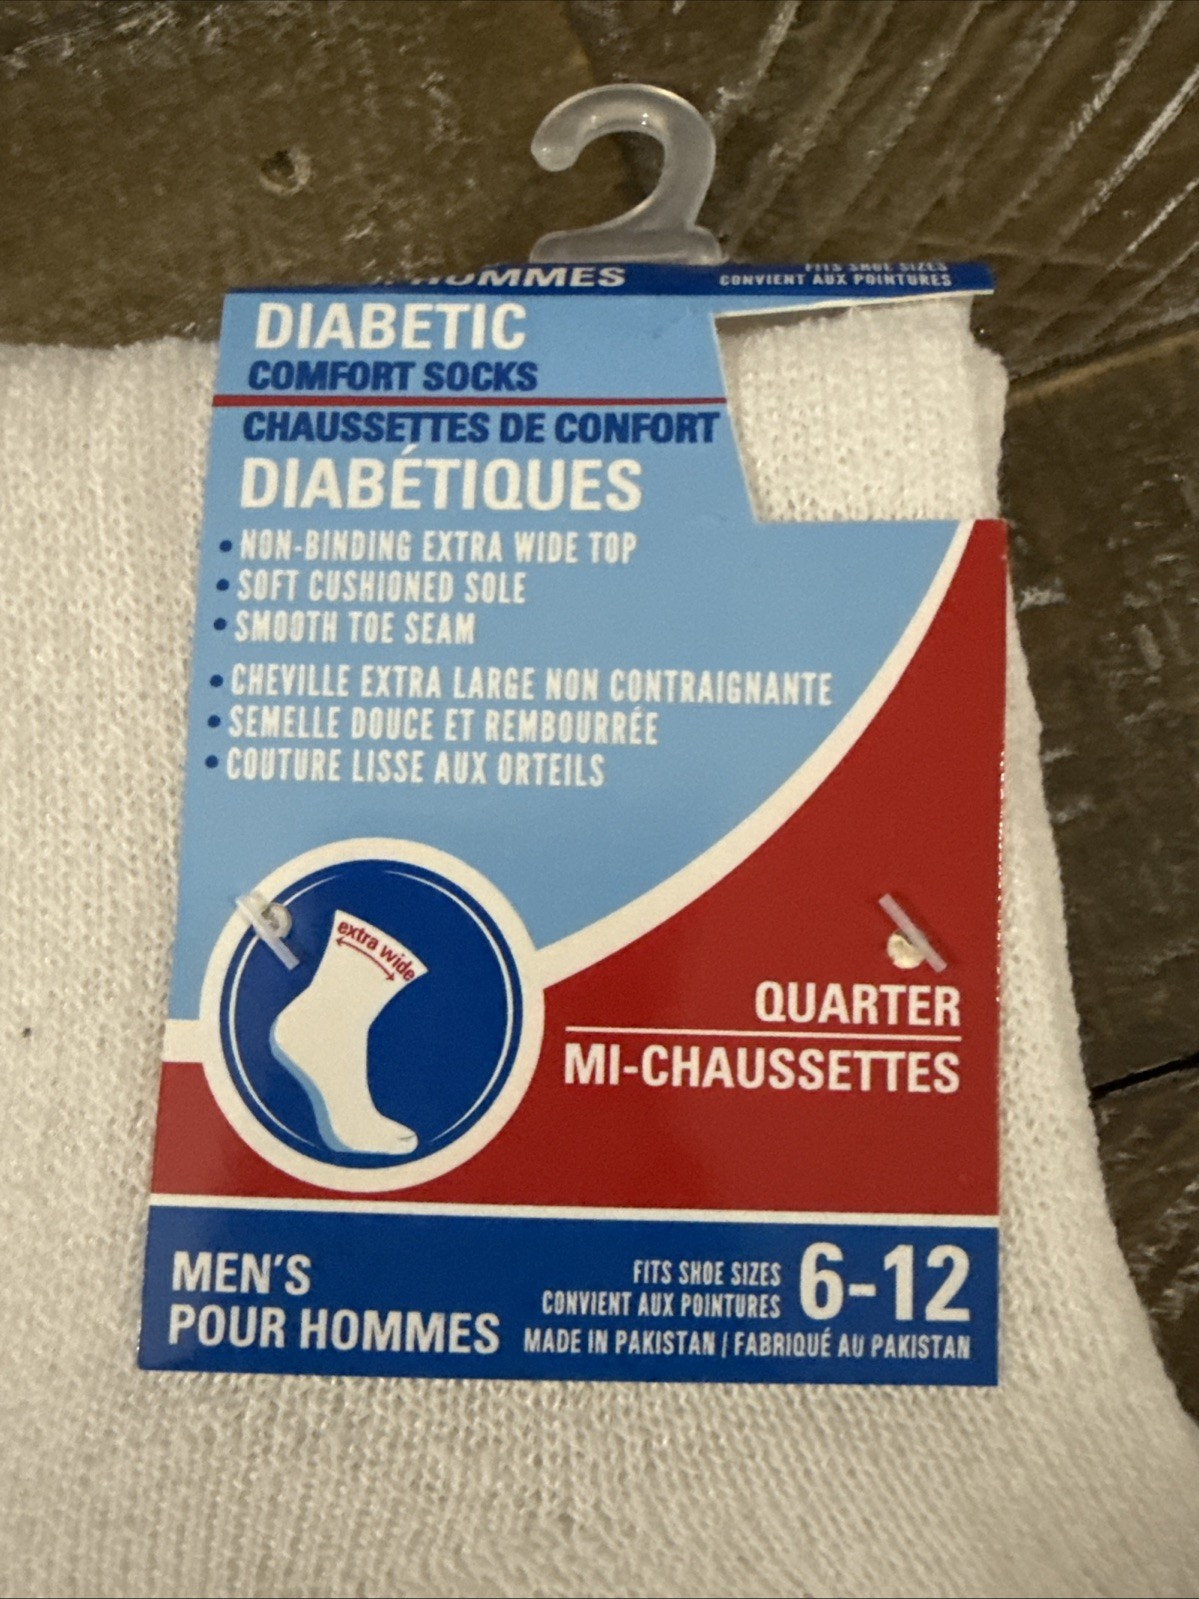 HOMMES
FITS SHOE SIZES
CONVIENT AUX POINTURES
DIABETIC
COMFORT SOCKS
CHAUSSETTES DE CONFORT
DIABÉTIQUES
• NON-BINDING EXTRA WIDE TOP
• SOFT CUSHIONED SOLE
• SMOOTH TOE SEAM
• CHEVILLE EXTRA LARGE NON CONTRAIGNANTE
• SEMELLE DOUCE ET REMBOURRÉE
• COUTURE LISSE AUX ORTEILS
extra wide
QUARTER
MI-CHAUSSETTES
MEN'S
POUR HOMMES
FITS SHOE SIZES
CONVIENT AUX POINTURES
6-12
MADE IN PAKISTAN / FABRIQUÉ AU PAKISTAN